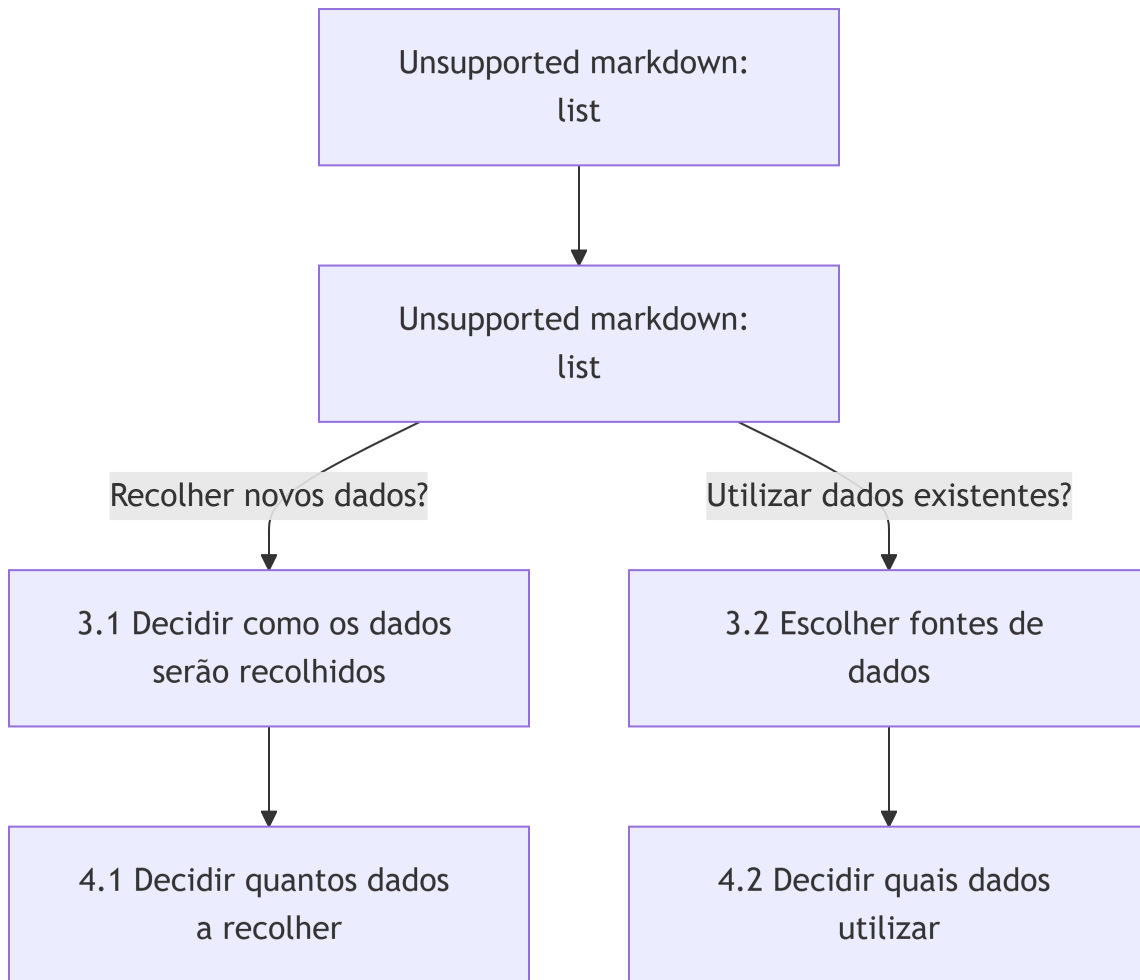 Unsupported markdown:
list
Unsupported markdown:
list
Recolher novos dados?
Utilizar dados existentes?
3.1 Decidir como os dados
serão recolhidos
3.2 Escolher fontes de
dados
4.1 Decidir quantos dados
a recolher
4.2 Decidir quais dados
utilizar